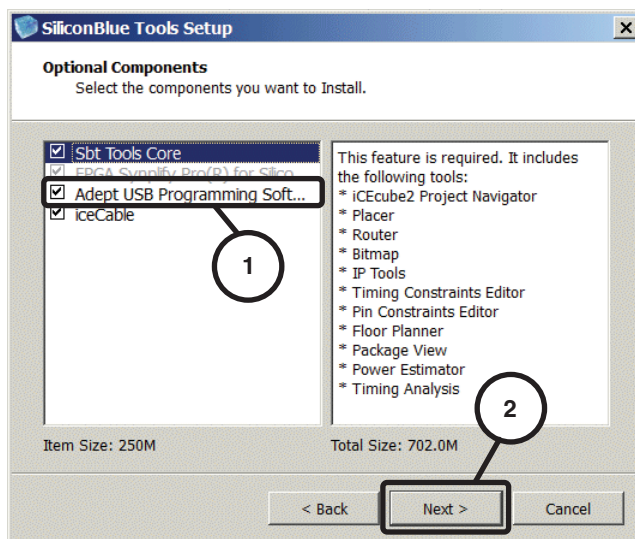 SiliconBlue Tools Setup
Optional Components
Select the components you want to Install.
Sbt Tools Core
FPGA Synplify Pro(R) for Silico...
Adept USB Programming Soft...
iceCable
1
This feature is required. It includes
the following tools:
* iCEcube2 Project Navigator
* Placer
* Router
* Bitmap
* IP Tools
* Timing Constraints Editor
* Pin Constraints Editor
* Floor Planner
* Package View
* Power Estimator
* Timing Analysis
2
Item Size: 250M
Total Size: 702.0M
< Back
Next >
Cancel